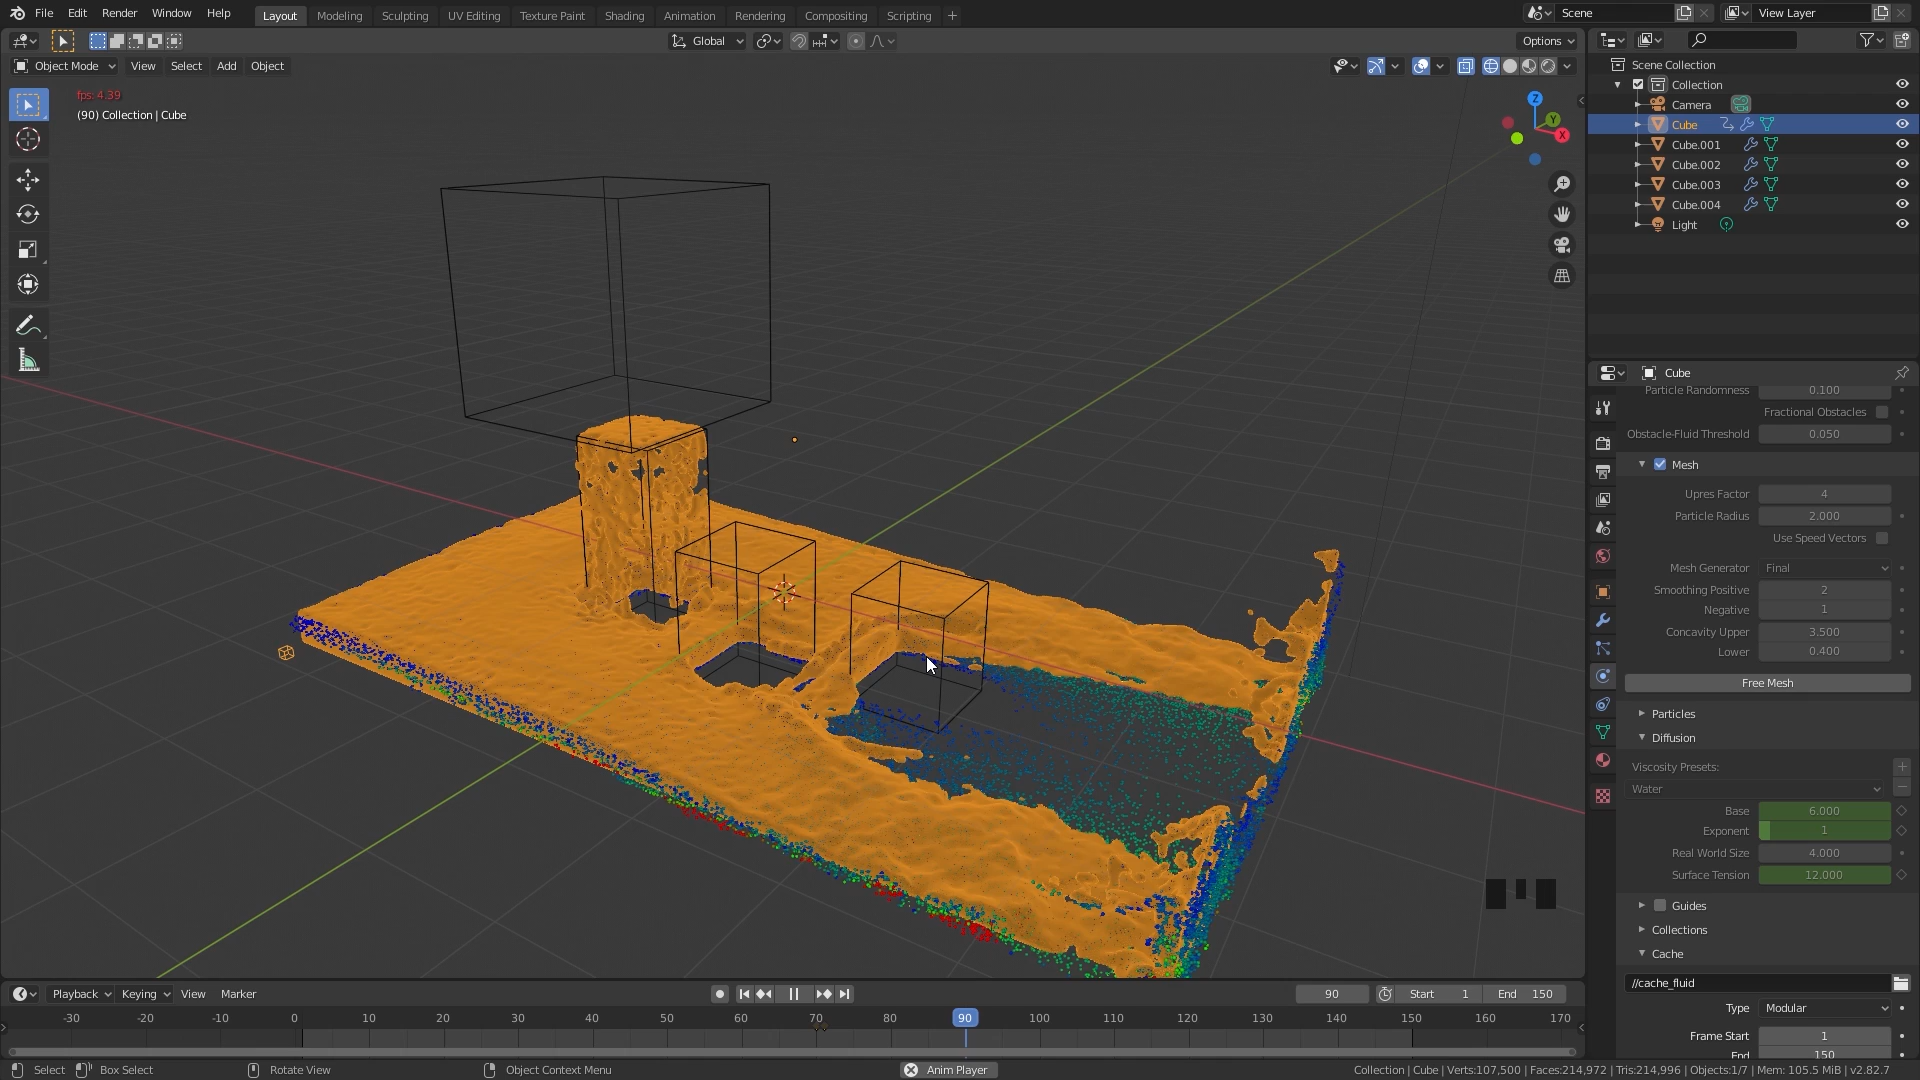 File Edit Render Window Help Layout Modeling Sculpting UV Editing Texture Paint Shading Animation Rendering Compositing Scripting + Scene View Layer
Global Options
Object Mode View Select Add Object
fps: 4.39
(90) Collection | Cube
Z
Y
X
Scene Collection
Collection
Camera
Cube
Cube.001
Cube.002
Cube.003
Cube.004
Light
Cube
Particle Randomness 0.100
Fractional Obstacles
Obstacle-Fluid Threshold 0.050
Mesh
Upres Factor 4
Particle Radius 2.000
Use Speed Vectors
Mesh Generator Final
Smoothing Positive 2
Negative 1
Concavity Upper 3.500
Lower 0.400
Free Mesh
Particles
Diffusion
Viscosity Presets:
Water
Base 6.000
Exponent 1
Real World Size 4.000
Surface Tension 12.000
Guides
Collections
Cache
//cache_fluid
Type Modular
Frame Start 1
End 150
Playback Keying View Marker 90 Start 1 End 150
-30 -20 -10 0 10 20 30 40 50 60 70 80 90 100 110 120 130 140 150 160 170
Select Box Select Rotate View Object Context Menu Anim Player Collection | Cube | Verts:107,500 | Faces:214,972 | Tris:214,996 | Objects:1/7 | Mem: 105.5 MiB | v2.82.7